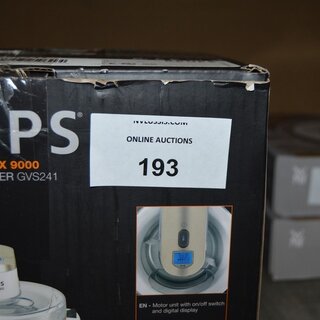 NVLOSSIS.COM
ONLINE AUCTIONS
193
PS®
X 9000
ER GVS241
EN - Motor unit with on/off switch
and digital display